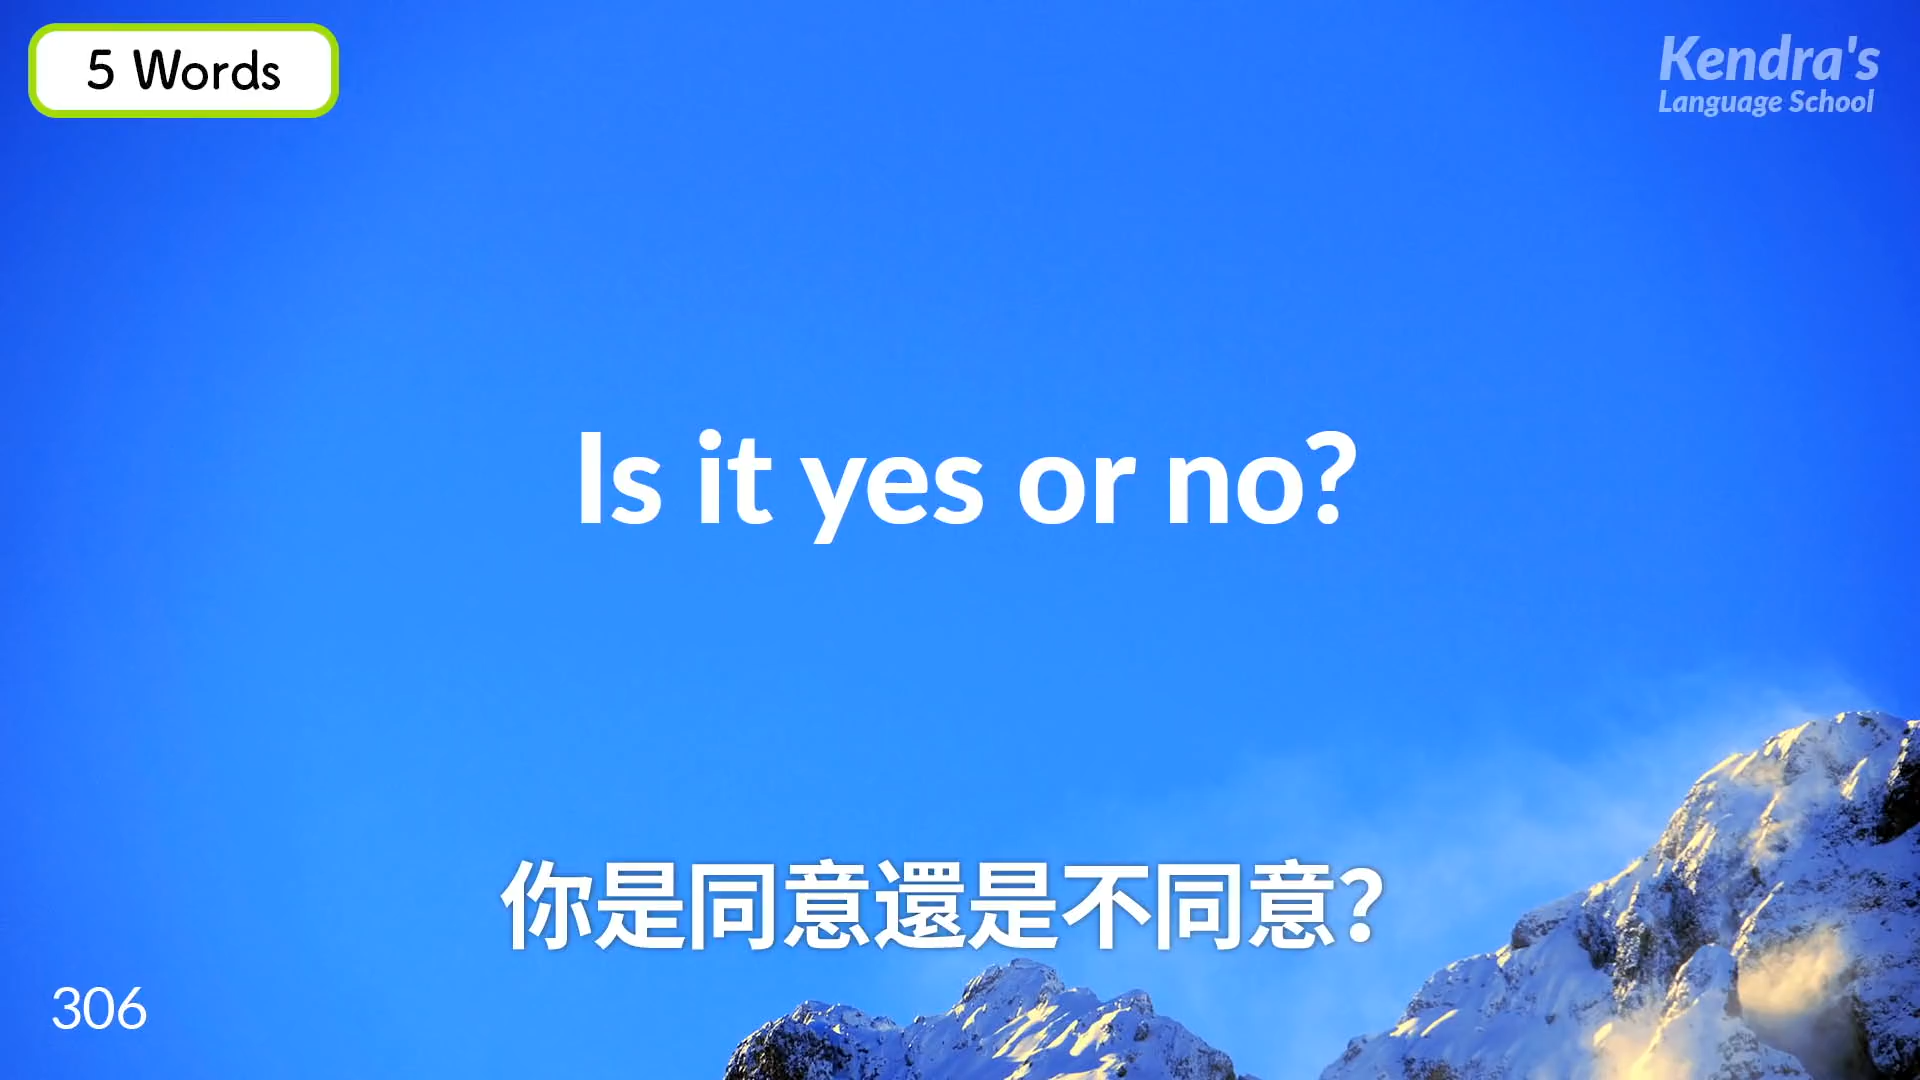 5 Words
Kendra's
Language School
Is it yes or no?
你是同意還是不同意?
306